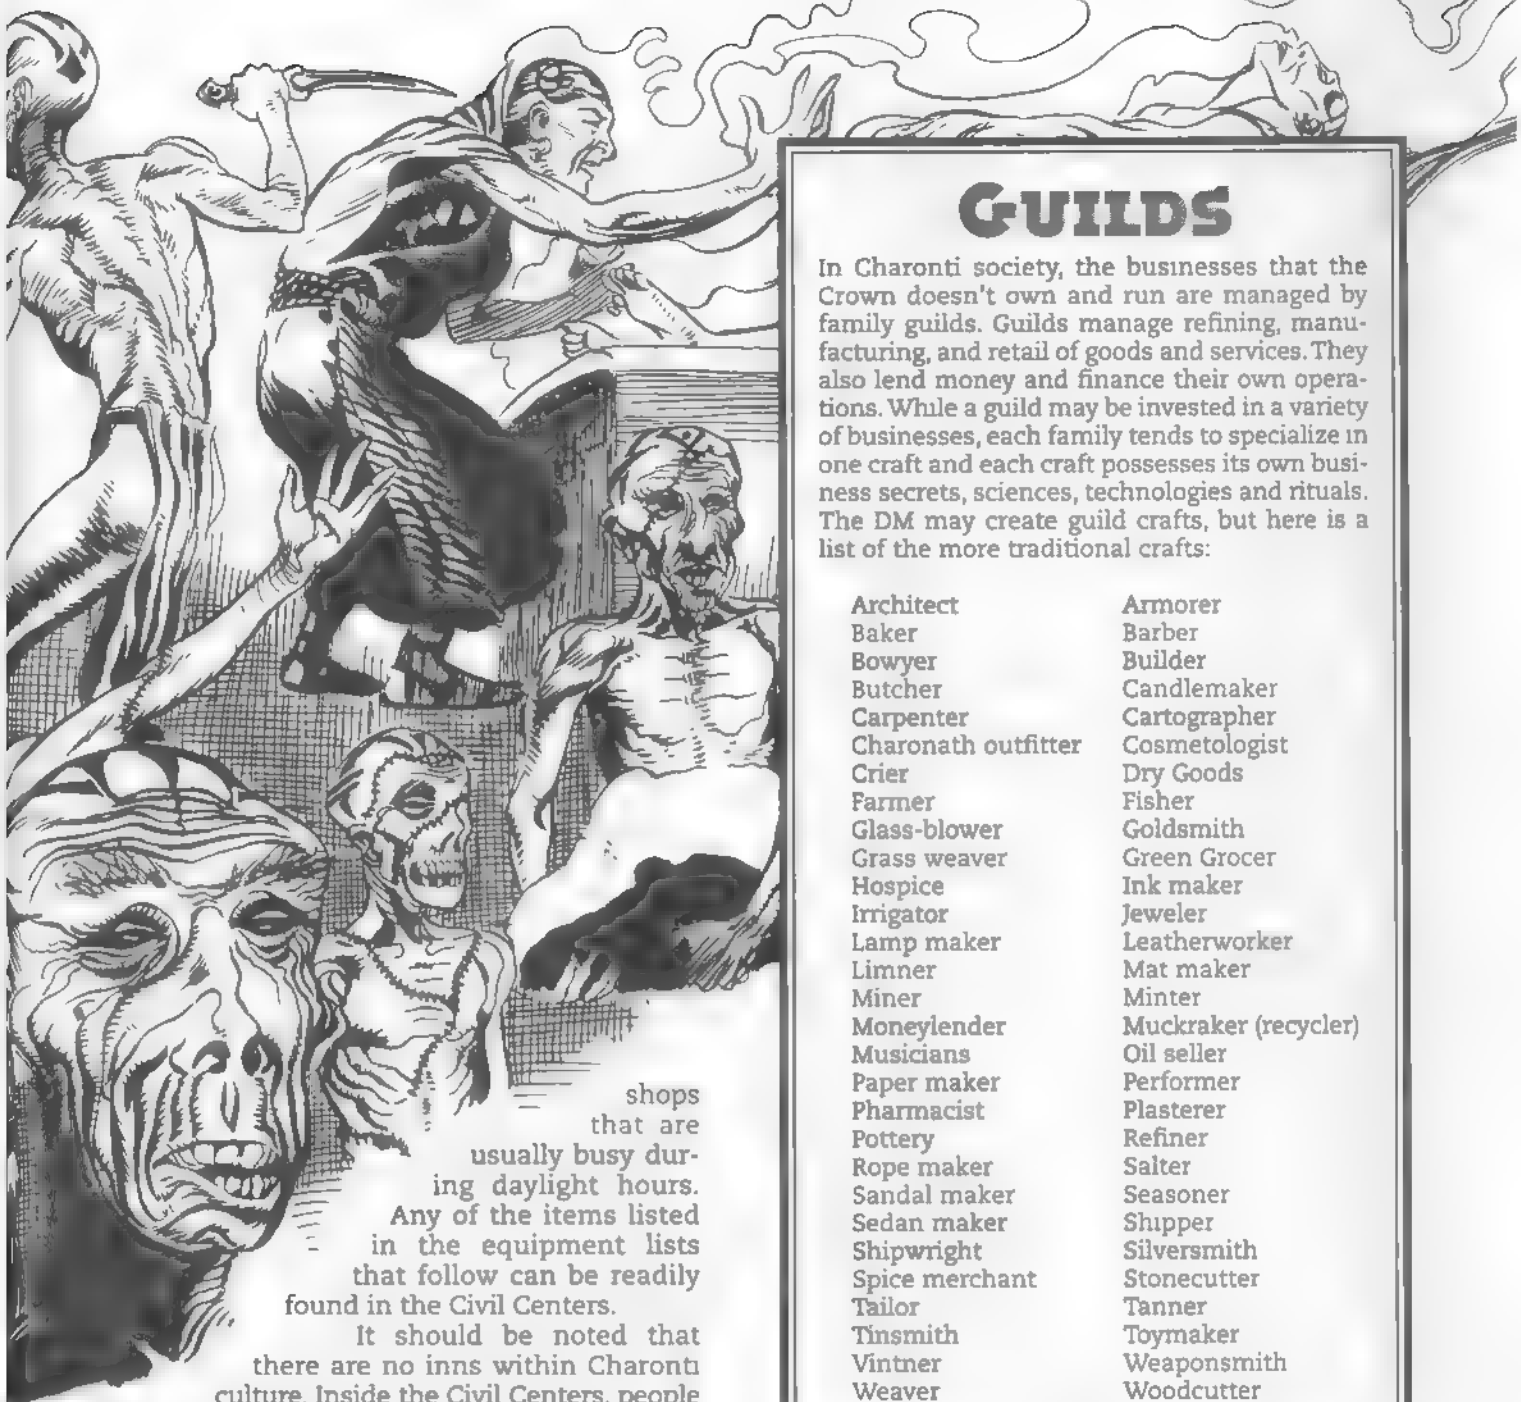 shops
that are
usually busy dur-
ing daylight hours.
Any of the items listed
in the equipment lists
that follow can be readily
found in the Civil Centers.
It should be noted that
there are no inns within Charonti
culture. Inside the Civil Centers, people
GUILDS
In Charonti society, the businesses that the
Crown doesn't own and run are managed by
family guilds. Guilds manage refining, manu-
facturing, and retail of goods and services. They
also lend money and finance their own opera-
tions. While a guild may be invested in a variety
of businesses, each family tends to specialize in
one craft and each craft possesses its own busi-
ness secrets, sciences, technologies and rituals.
The DM may create guild crafts, but here is a
list of the more traditional crafts:
Architect
Baker
Bowyer
Butcher
Carpenter
Charonath outfitter
Crier
Farmer
Glass-blower
Grass weaver
Hospice
Irrigator
Lamp maker
Limner
Miner
Moneylender
Musicians
Paper maker
Pharmacist
Pottery
Rope maker
Sandal maker
Sedan maker
Shipwright
Spice merchant
Tailor
Tinsmith
Vintner
Weaver
Armorer
Barber
Builder
Candlemaker
Cartographer
Cosmetologist
Dry Goods
Fisher
Goldsmith
Green Grocer
Ink maker
Jeweler
Leatherworker
Mat maker
Minter
Muckraker (recycler)
Oil seller
Performer
Plasterer
Refiner
Salter
Seasoner
Shipper
Silversmith
Stonecutter
Tanner
Toymaker
Weaponsmith
Woodcutter